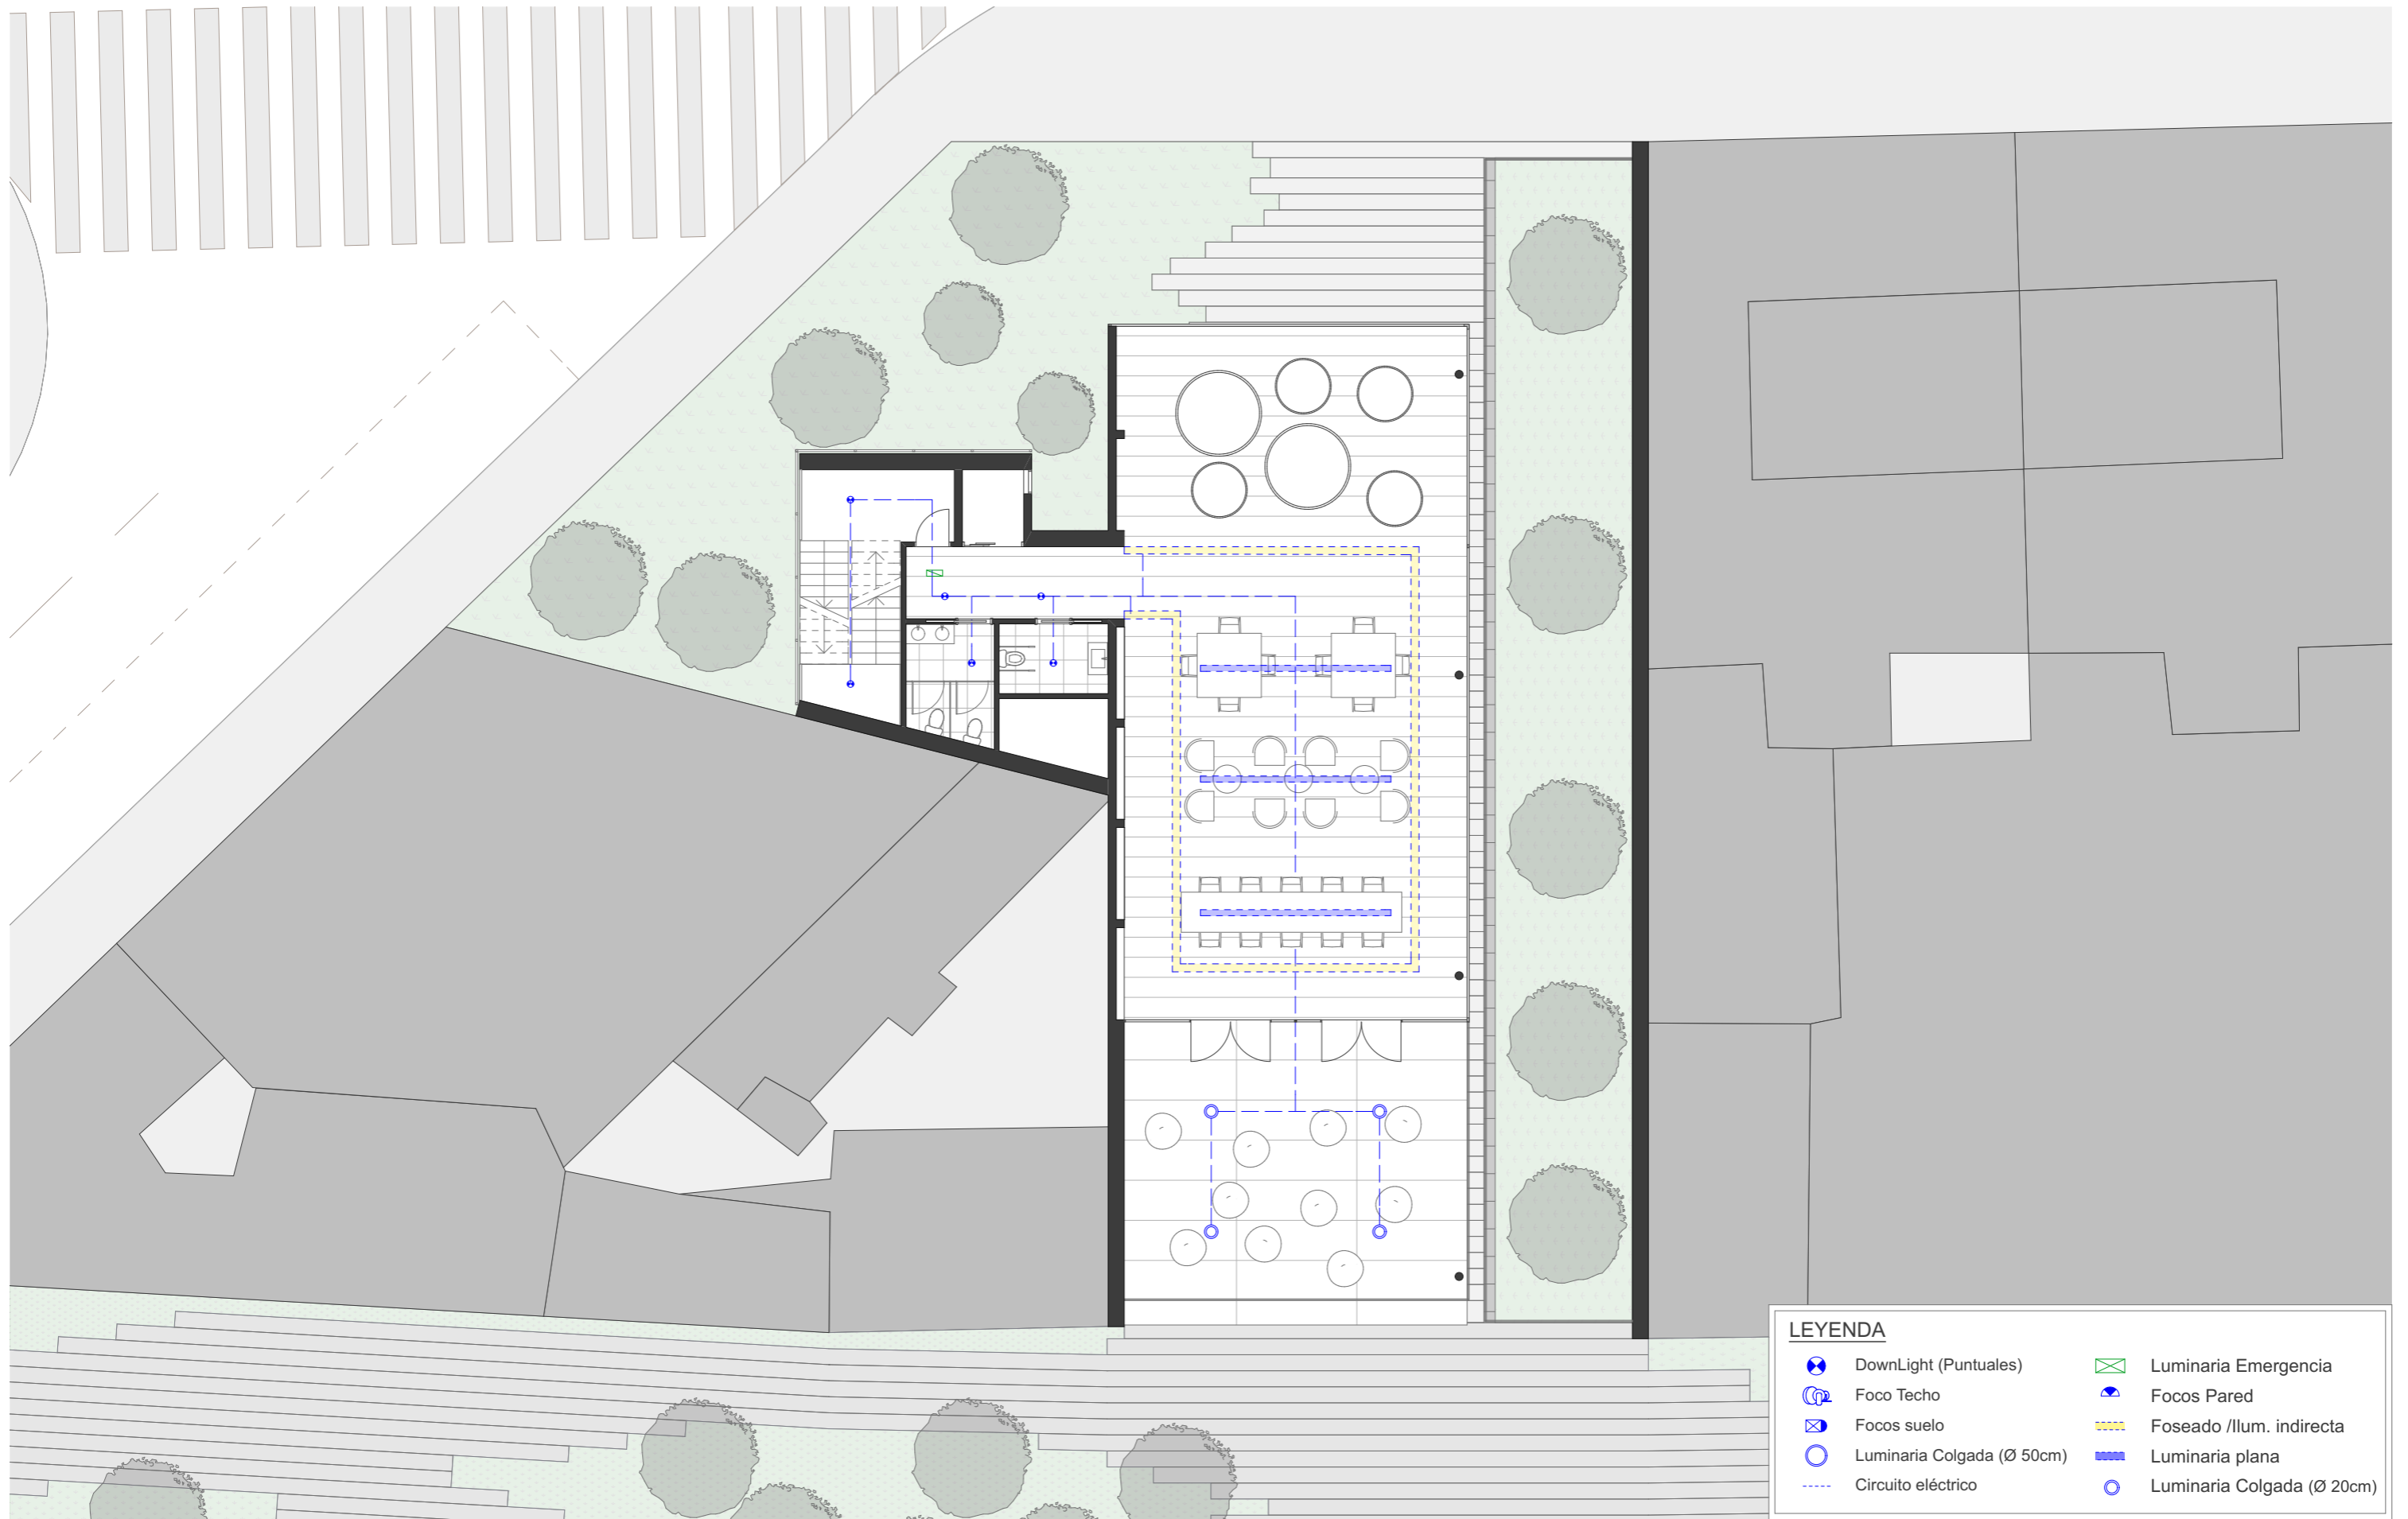 LEYENDA
DownLight (Puntuales)
Foco Techo
Focos suelo
Luminaria Colgada (Ø 50cm)
Circuito eléctrico
Luminaria Emergencia
Focos Pared
Foseado /Ilum. indirecta
Luminaria plana
Luminaria Colgada (Ø 20cm)